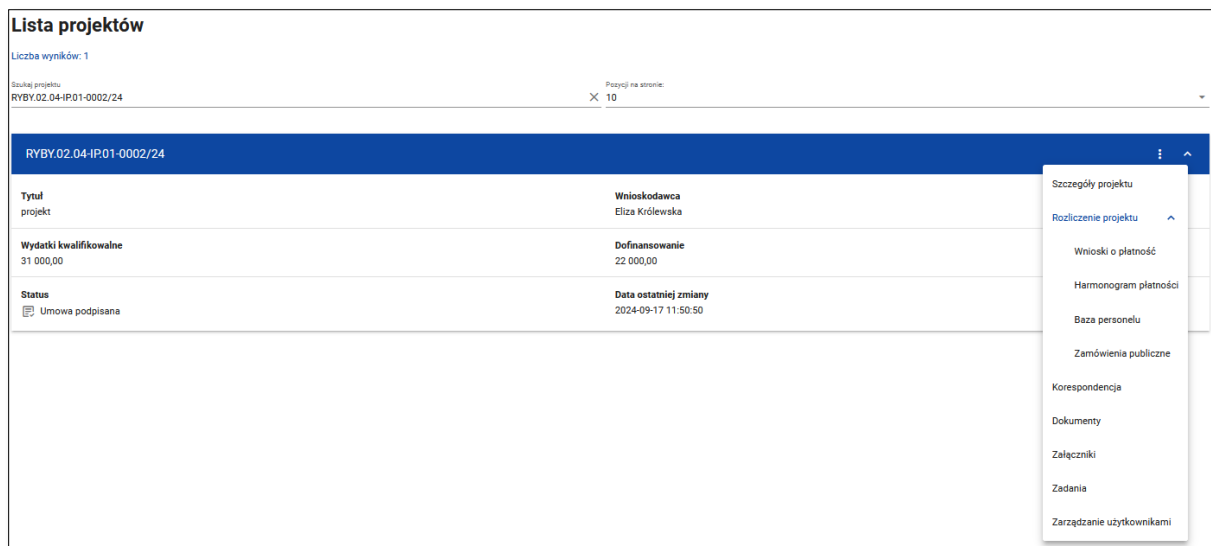 Lista projektów
Liczba wyników: 1
Szukaj projektu
Pozycji na stronie:
RYBY.02.04-IP.01-0002/24
10
RYBY.02.04-IP.01-0002/24
Tytuł
Wnioskodawca
projekt
Eliza Królewska
Wydatki kwalifikowalne
Dofinansowanie
31 000,00
22 000,00
Status
Data ostatniej zmiany
Umowa podpisana
2024-09-17 11:50:50
Szczegóły projektu
Rozliczenie projektu
Wnioski o płatność
Harmonogram płatności
Baza personelu
Zamówienia publiczne
Korespondencja
Dokumenty
Załączniki
Zadania
Zarządzanie użytkownikami